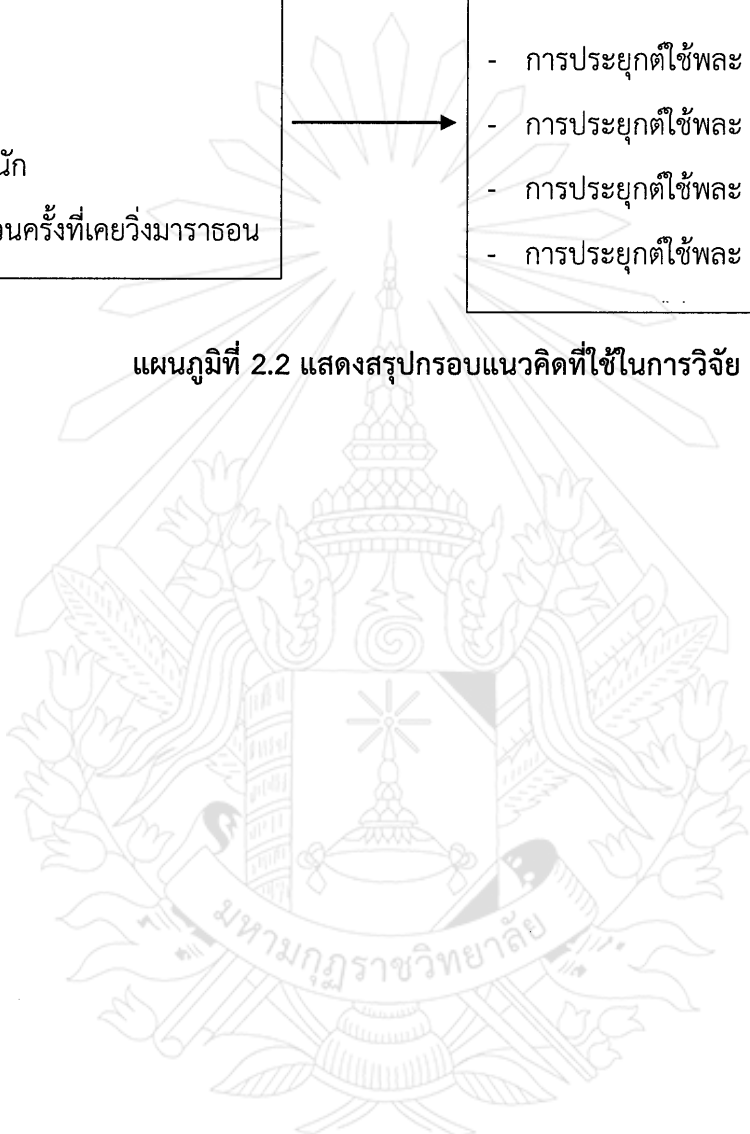 - การประยุกต์ใช้พละ
- การประยุกต์ใช้พละ
นัก
- การประยุกต์ใช้พละ
วนครั้งที่เคยวิ่งมาราธอน
- การประยุกต์ใช้พละ
แผนภูมิที่ 2.2 แสดงสรุปกรอบแนวคิดที่ใช้ในการวิจัย
มหามกุฏราชวิทยาลัย